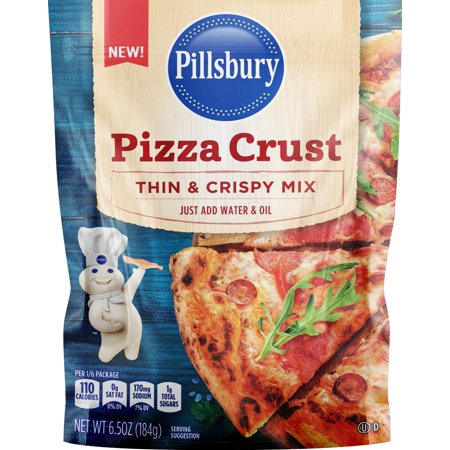 NEW!
Pillsbury
Pizza Crust
THIN & CRISPY MIX
JUST ADD WATER & OIL
Pillsbury
PER 1/6 PACKAGE
110 CALORIES
0g SAT FAT 0% DV
170mg SODIUM 7% DV
1g TOTAL SUGARS
NET WT 6.5OZ (184g)
SERVING SUGGESTION
U D